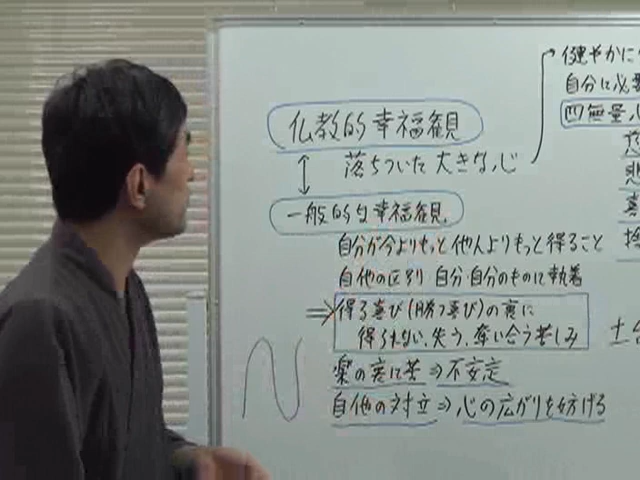 仏教的幸福観
落ちついた大きな心
一般的な幸福観
自分が今よりもっと他人よりもっと得ること
自他の区別 自分・自分のものに執着
⇒得る喜び(勝つ喜び)の裏に
得られない、失う、奪い合う苦しみ
楽の裏に苦⇒不安定
自他の対立⇒心の広がりを妨げる
健やかに
自分に必要
四無量心
慈
悲
喜
捨
土台